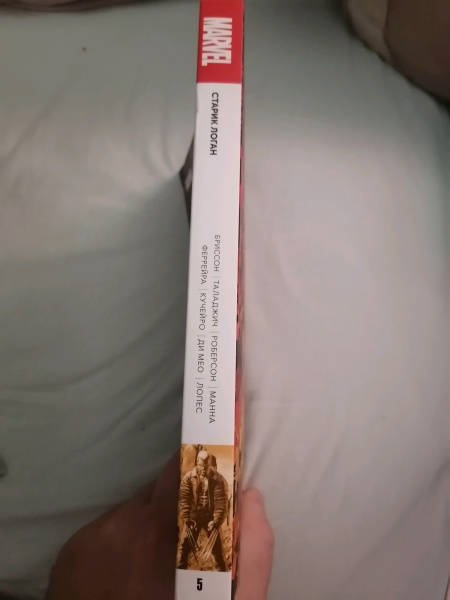 MARVEL
СТАРИК ЛОГАН
БРИССОН | ТАЛАДЖИЧ | РОБЕРСОН | МАННА
ФЕРРЕЙРА | КУЧЕЙРО | ДИ МЕО | ЛОПЕС
5